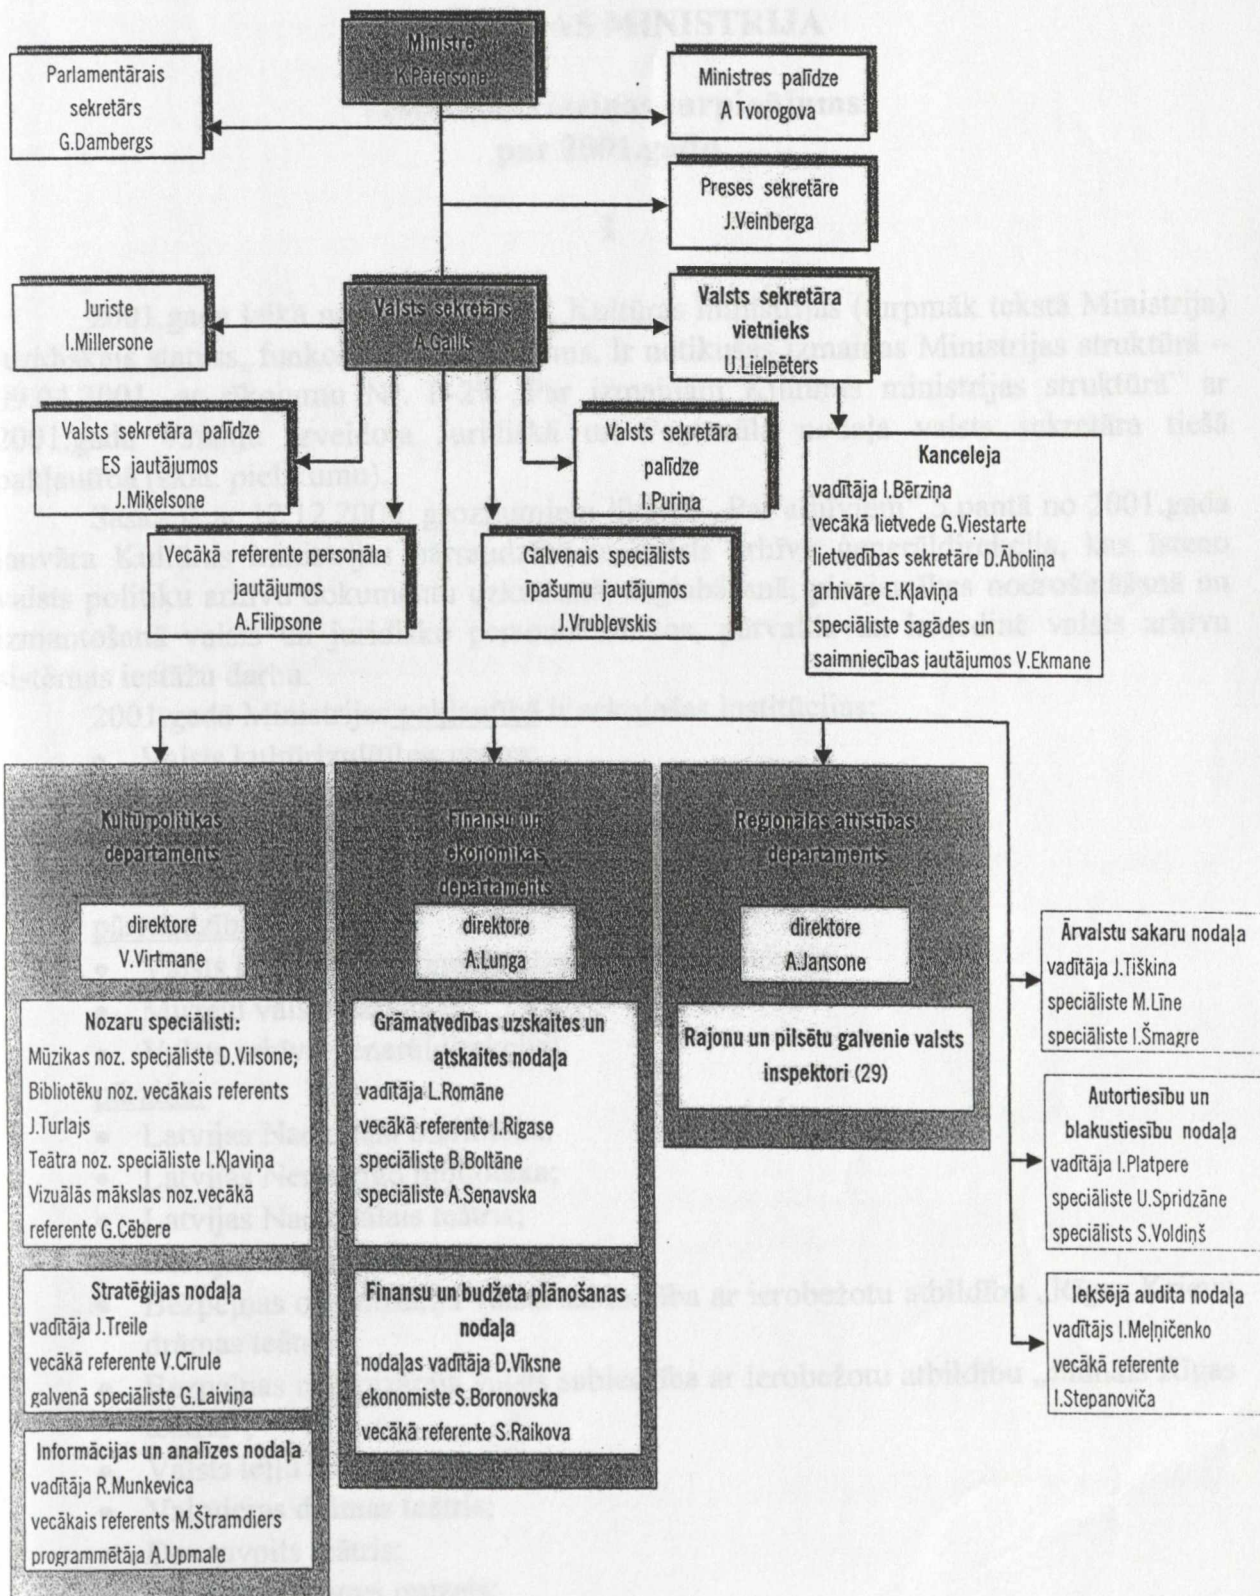 Ministre
K.Pētersone
Parlamentārais
sekretārs
G.Dambergs
Ministres palīdze
A Tvorogova
Preses sekretāre
J.Veinberga
Juriste
I.Millersone
Valsts sekretārs
A.Gailis
Valsts sekretāra
vietnieks
U.Lielpēters
Valsts sekretāra palīdze
ES jautājumos
J.Miķelsone
Valsts sekretāra
palīdze
I.Puriņa
Vecākā referente personāla
jautājumos
A.Filipsone
Galvenais speciālists
īpašumu jautājumos
J.Vrubļevskis
Kanceleja
vadītāja I.Bērziņa
vecākā lietvede G.Viestarte
lietvedības sekretāre D.Āboliņa
arhivāre E.Kļaviņa
speciāliste sagādes un
saimniecības jautājumos V.Ekmane
Kultūrpolitikas
departaments
direktore
V.Virtmane
Nozaru speciālisti:
Mūzikas noz. speciāliste D.Vilsone;
Bibliotēku noz. vecākais referents
J.Turlajs
Teātra noz. speciāliste I.Kļaviņa
Vizuālās mākslas noz.vecākā
referente G.Cēbere
Stratēģijas nodaļa
vadītāja J.Treile
vecākā referente V.Cīrule
galvenā speciāliste G.Laiviņa
Informācijas un analīzes nodaļa
vadītāja R.Munkevica
vecākais referents M.Štramdiers
programmētāja A.Upmale
Finansu un
ekonomikas
departaments
direktore
A.Lunga
Grāmatvedības uzskaites un
atskaites nodaļa
vadītāja L.Romāne
vecākā referente I.Rigase
speciāliste B.Boltāne
speciāliste A.Seņavska
Finansu un budžeta plānošanas
nodaļa
nodaļas vadītāja D.Vīksne
ekonomiste S.Boronovska
vecākā referente S.Raikova
Reģionālās attīstības
departaments
direktore
A.Jansone
Rajonu un pilsētu galvenie valsts
inspektori (29)
Ārvalstu sakaru nodaļa
vadītāja J.Tiškina
speciāliste M.Līne
speciāliste I.Šmagre
Autortiesību un
blakustiesību nodaļa
vadītāja I.Platpere
speciāliste U.Spridzāne
speciālists S.Voldiņš
Iekšējā audita nodaļa
vadītājs I.Meļņičenko
vecākā referente
I.Stepanoviča